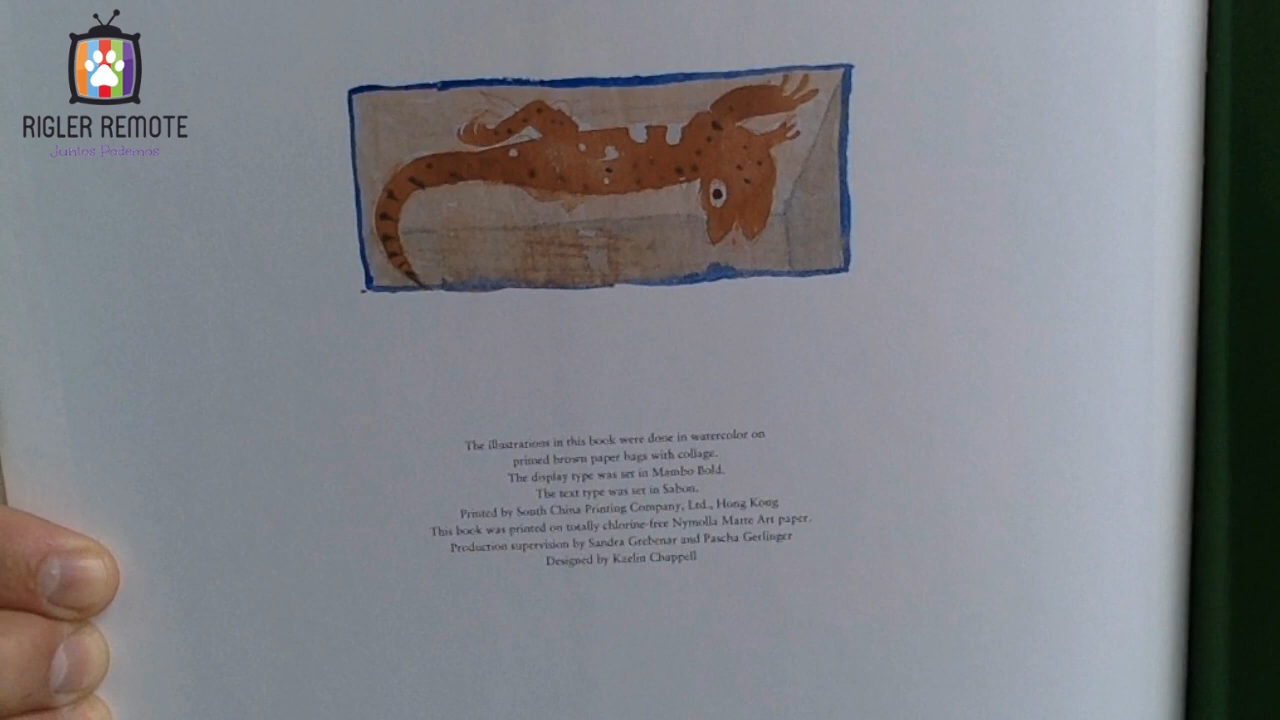 RIGLER REMOTE
Juntos Podemos
The illustrations in this book were done in watercolor on
primed brown paper bags with collage.
The display type was set in Mambo Bold.
The text type was set in Sabon.
Printed by South China Printing Company, Ltd., Hong Kong
This book was printed on totally chlorine-free Nymolla Matte Art paper.
Production supervision by Sandra Grebenar and Pascha Gerlinger
Designed by Kaelin Chappell